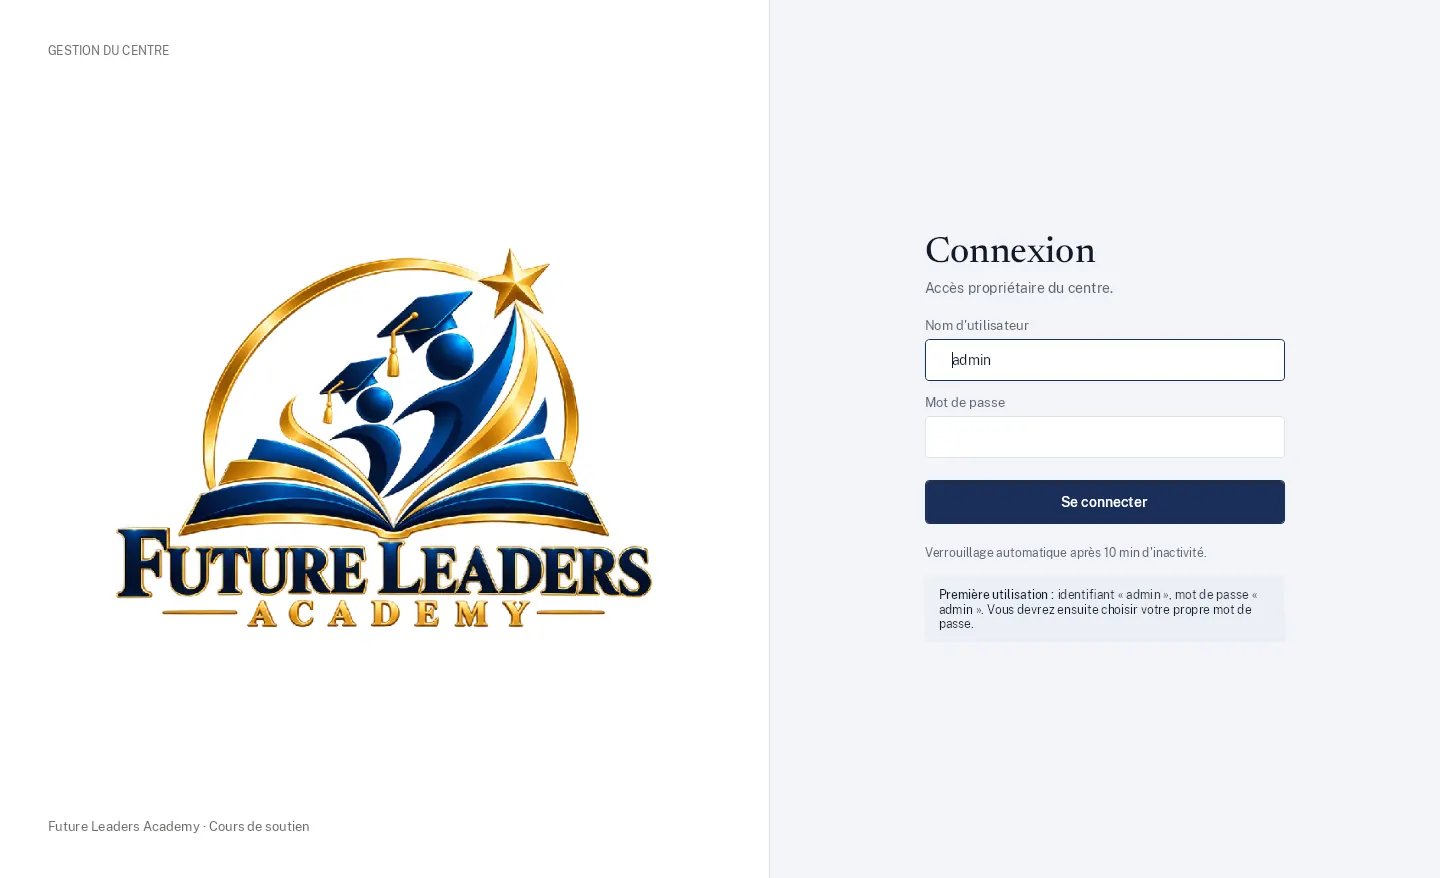 GESTION DU CENTRE
FUTURE LEADERS
ACADEMY
Future Leaders Academy · Cours de soutien
Connexion
Accès propriétaire du centre.
Nom d'utilisateur
admin
Mot de passe
Se connecter
Verrouillage automatique après 10 min d'inactivité.
Première utilisation : identifiant « admin », mot de passe «
admin ». Vous devrez ensuite choisir votre propre mot de
passe.